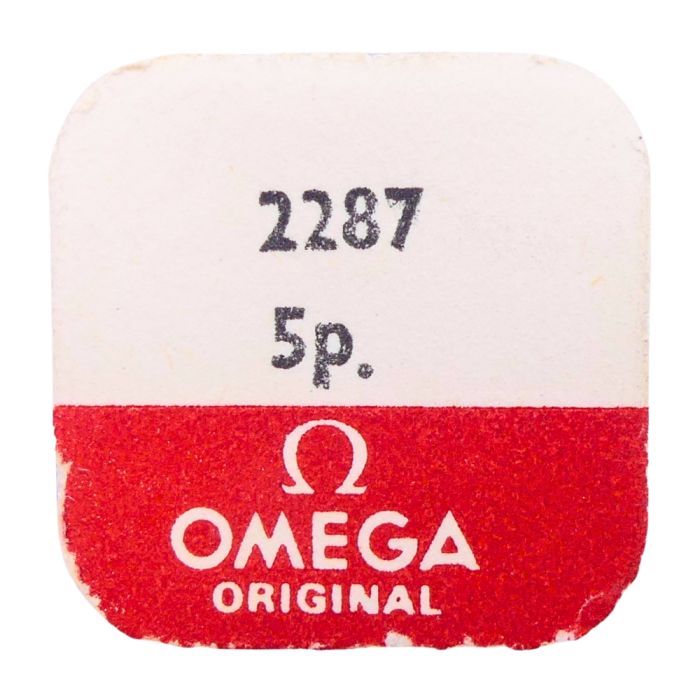 2287
5p.
Ω
OMEGA
ORIGINAL